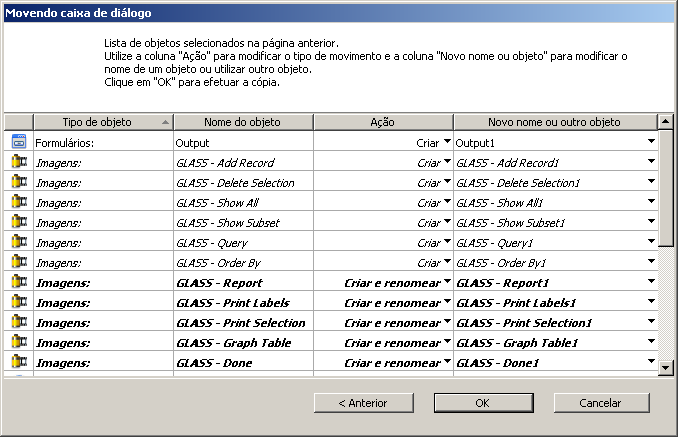 Movendo caixa de diálogo
Lista de objetos selecionados na página anterior.
Utilize a coluna "Ação" para modificar o tipo de movimento e a coluna "Novo nome ou objeto" para modificar o
nome de um objeto ou utilizar outro objeto.
Clique em "OK" para efetuar a cópia.
Tipo de objeto Nome do objeto Ação Novo nome ou outro objeto
Formulários: Output Criar Output1
Imagens: GLASS - Add Record Criar GLASS - Add Record1
Imagens: GLASS - Delete Selection Criar GLASS - Delete Selection1
Imagens: GLASS - Show All Criar GLASS - Show All1
Imagens: GLASS - Show Subset Criar GLASS - Show Subset1
Imagens: GLASS - Query Criar GLASS - Query1
Imagens: GLASS - Order By Criar GLASS - Order By1
Imagens: GLASS - Report Criar e renomear GLASS - Report1
Imagens: GLASS - Print Labels Criar e renomear GLASS - Print Labels1
Imagens: GLASS - Print Selection Criar e renomear GLASS - Print Selection1
Imagens: GLASS - Graph Table Criar e renomear GLASS - Graph Table1
Imagens: GLASS - Done Criar e renomear GLASS - Done1
< Anterior OK Cancelar